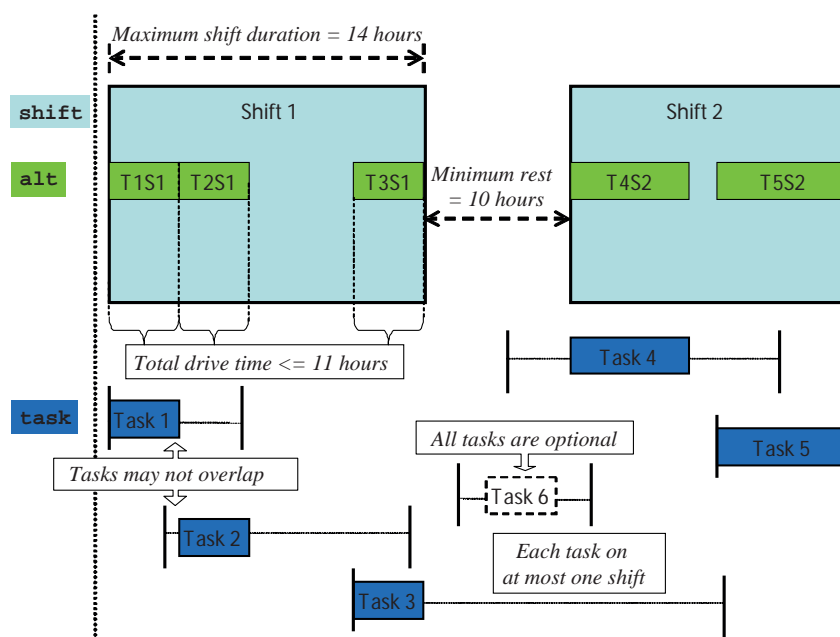 Maximum shift duration = 14 hours
shift
Shift 1
Shift 2
alt
T1S1
T2S1
T3S1
Minimum rest
= 10 hours
T4S2
T5S2
Total drive time <= 11 hours
Task 4
task
Task 1
All tasks are optional
Task 5
Tasks may not overlap
Task 6
Task 2
Each task on
at most one shift
Task 3